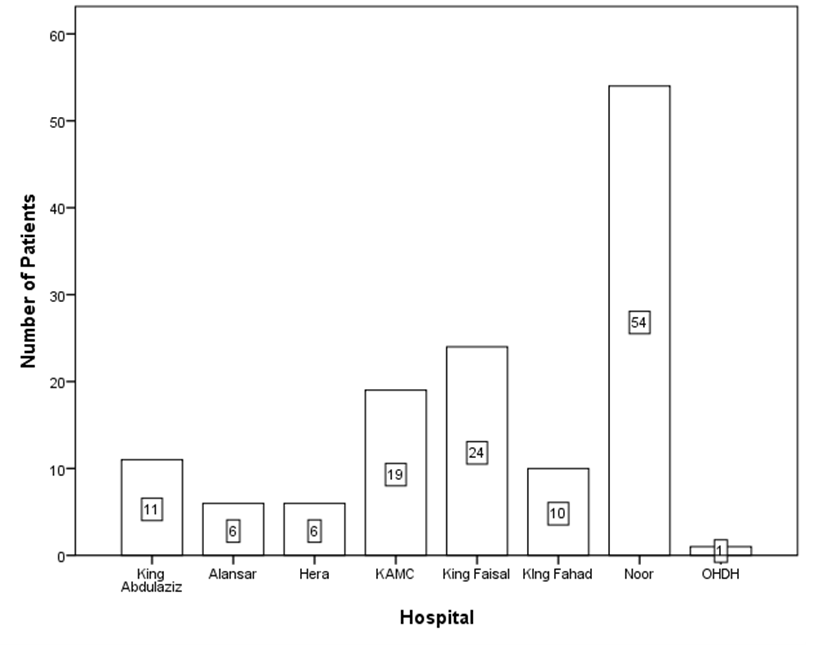 Number of Patients
60
50
40
30
20
10
0
11
6
6
19
24
10
54
1
King
Abdulaziz
Alansar
Hera
KAMC
King Faisal
KIng Fahad
Noor
OHDH
Hospital